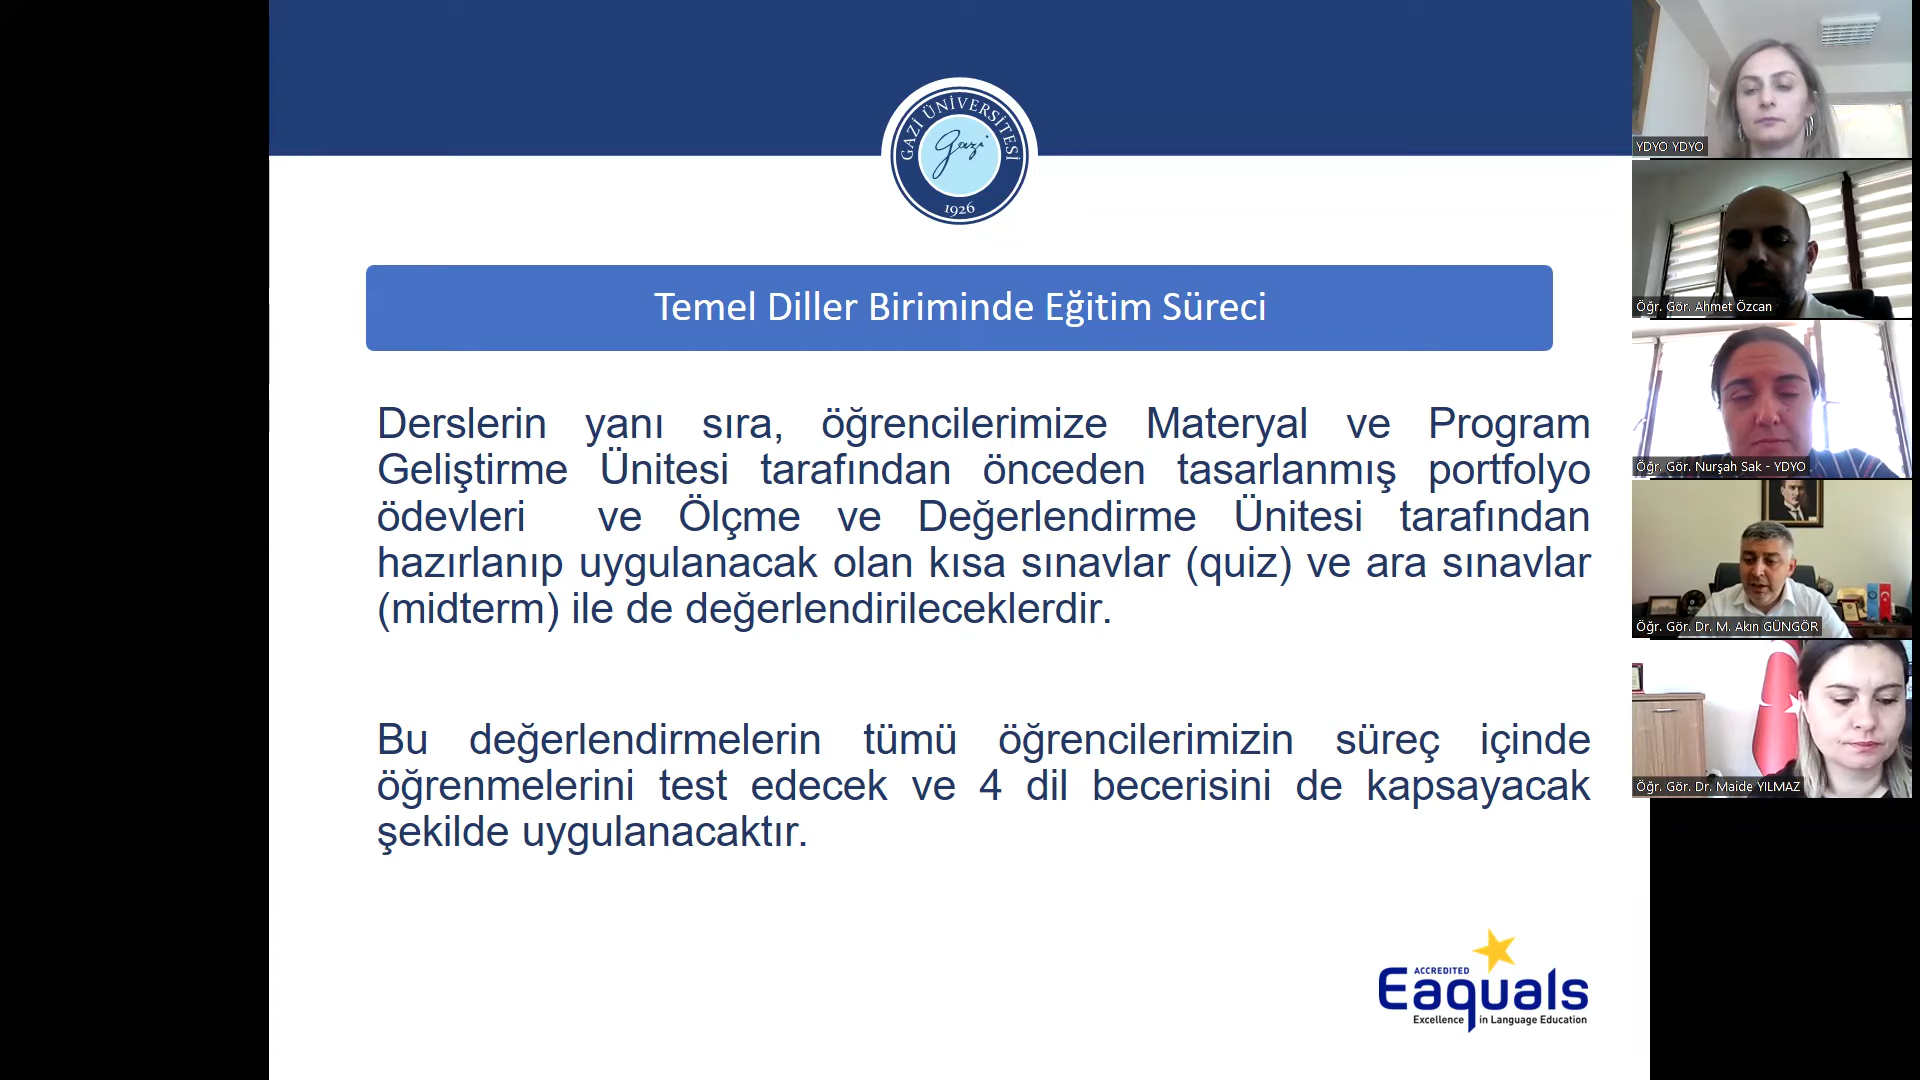 GAZİ ÜNİVERSİTESİ
Gazi
1926
Temel Diller Biriminde Eğitim Süreci
Derslerin yanı sıra, öğrencilerimize Materyal ve Program
Geliştirme Ünitesi tarafından önceden tasarlanmış portfolyo
ödevleri ve Ölçme ve Değerlendirme Ünitesi tarafından
hazırlanıp uygulanacak olan kısa sınavlar (quiz) ve ara sınavlar
(midterm) ile de değerlendirileceklerdir.
Bu değerlendirmelerin tümü öğrencilerimizin süreç içinde
öğrenmelerini test edecek ve 4 dil becerisini de kapsayacak
şekilde uygulanacaktır.
ACCREDITED
Eaquals
Excellence in Language Education
YDYO YDYO
Öğr. Gör. Ahmet Özcan
Öğr. Gör. Nurşah Sak - YDYO
Öğr. Gör. Dr. M. Akın GÜNGÖR
Öğr. Gör. Dr. Maide YILMAZ